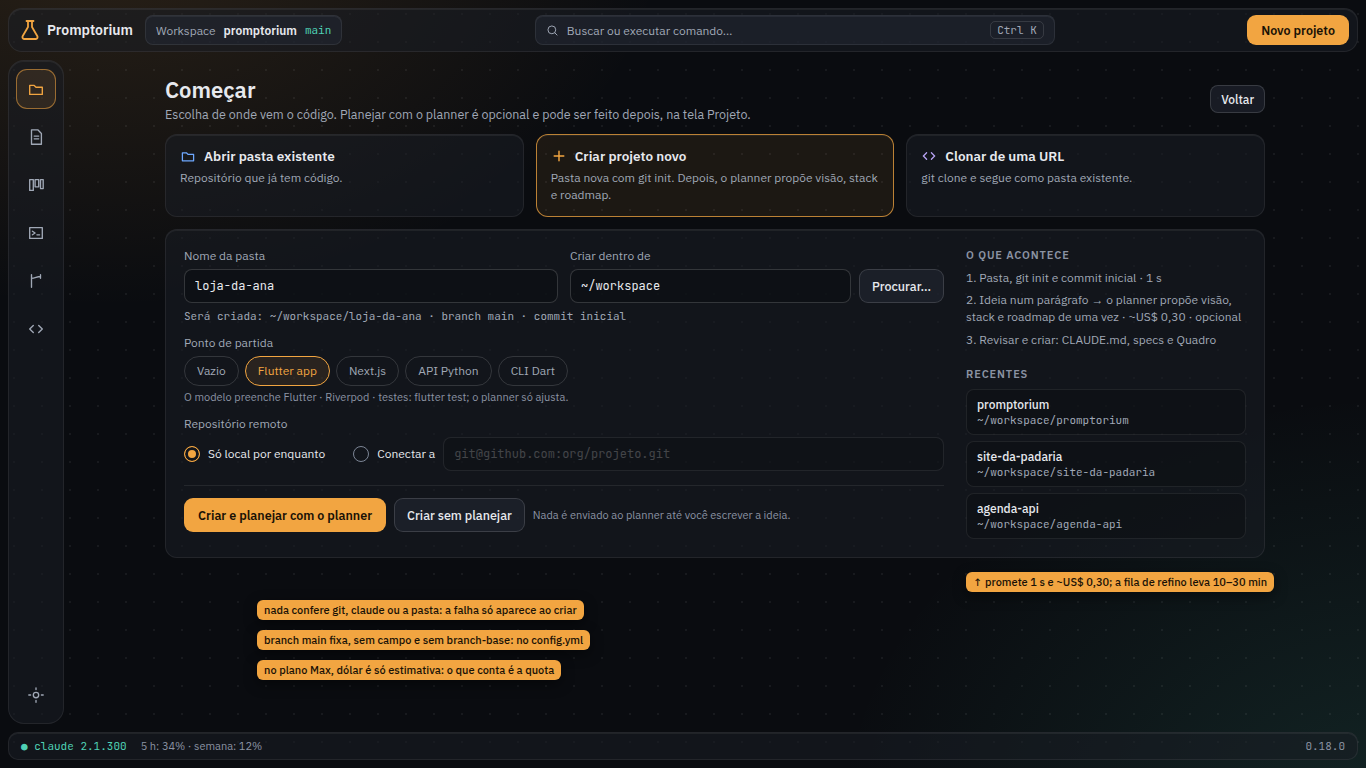 Promptorium
Workspace promptorium main
Buscar ou executar comando...
Ctrl K
Novo projeto
Começar
Escolha de onde vem o código. Planejar com o planner é opcional e pode ser feito depois, na tela Projeto.
Voltar
Abrir pasta existente
Repositório que já tem código.
Criar projeto novo
Pasta nova com git init. Depois, o planner propõe visão, stack
e roadmap.
Clonar de uma URL
git clone e segue como pasta existente.
Nome da pasta
loja-da-ana
Criar dentro de
~/workspace
Procurar...
Será criada: ~/workspace/loja-da-ana · branch main · commit inicial
Ponto de partida
Vazio
Flutter app
Next.js
API Python
CLI Dart
O modelo preenche Flutter · Riverpod · testes: flutter test; o planner só ajusta.
Repositório remoto
Só local por enquanto
Conectar a
git@github.com:org/projeto.git
Criar e planejar com o planner
Criar sem planejar
Nada é enviado ao planner até você escrever a ideia.
O QUE ACONTECE
1. Pasta, git init e commit inicial · 1 s
2. Ideia num parágrafo → o planner propõe visão,
stack e roadmap de uma vez · ~US$ 0,30 · opcional
3. Revisar e criar: CLAUDE.md, specs e Quadro
RECENTES
promptorium
~/workspace/promptorium
site-da-padaria
~/workspace/site-da-padaria
agenda-api
~/workspace/agenda-api
↑ promete 1 s e ~US$ 0,30; a fila de refino leva 10–30 min
nada confere git, claude ou a pasta: a falha só aparece ao criar
branch main fixa, sem campo e sem branch-base: no config.yml
no plano Max, dólar é só estimativa: o que conta é a quota
claude 2.1.300
5 h: 34% · semana: 12%
0.18.0